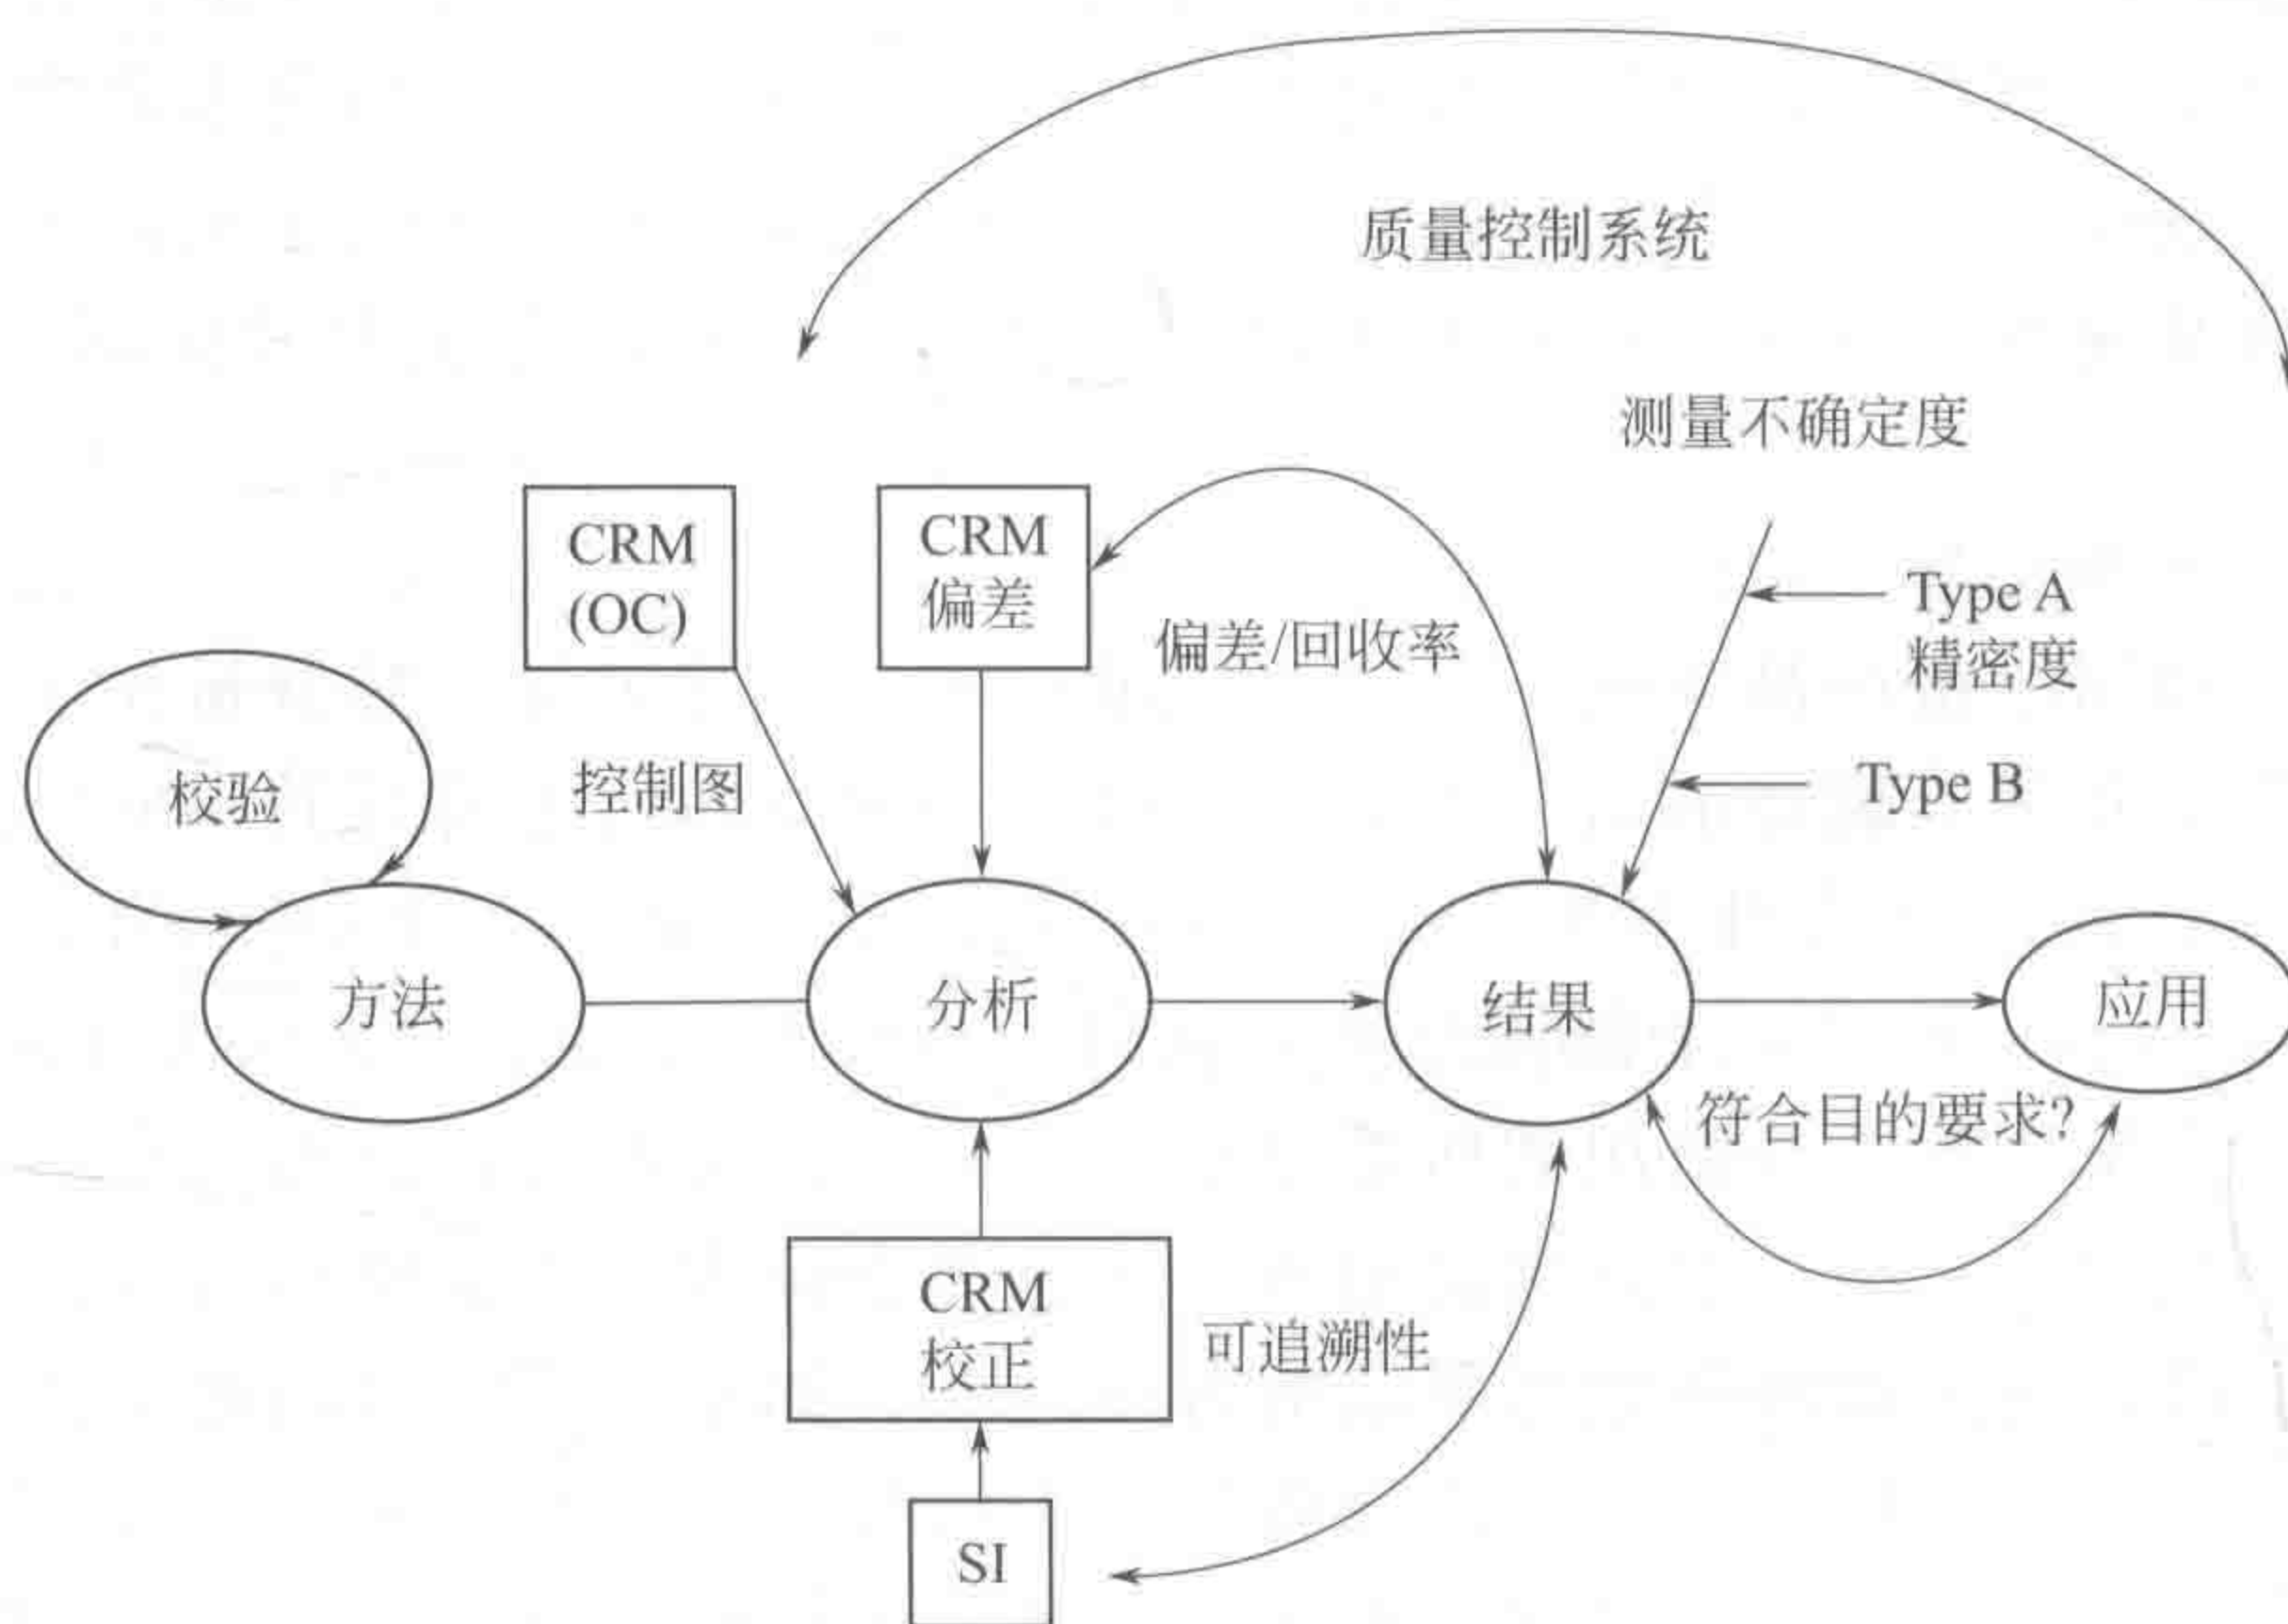 质量控制系统
测量不确定度
CRM
(OC)
CRM
偏差
偏差/回收率
Type A
精密度
校验
控制图
Type B
方法
分析
结果
应用
符合目的要求?
CRM
校正
可追溯性
SI